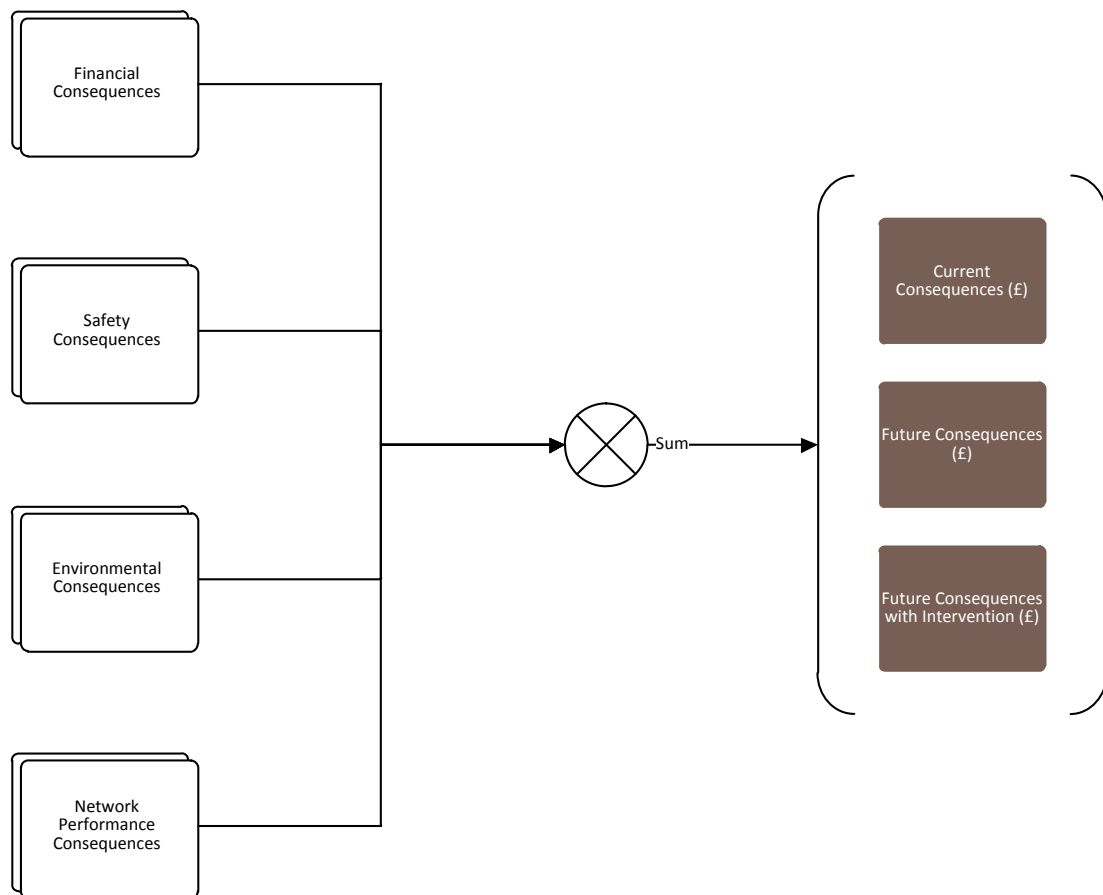 Financial
Consequences
Safety
Consequences
Environmental
Consequences
Network
Performance
Consequences
Sum
Current
Consequences (£)
Future Consequences
(£)
Future Consequences
with Intervention (£)